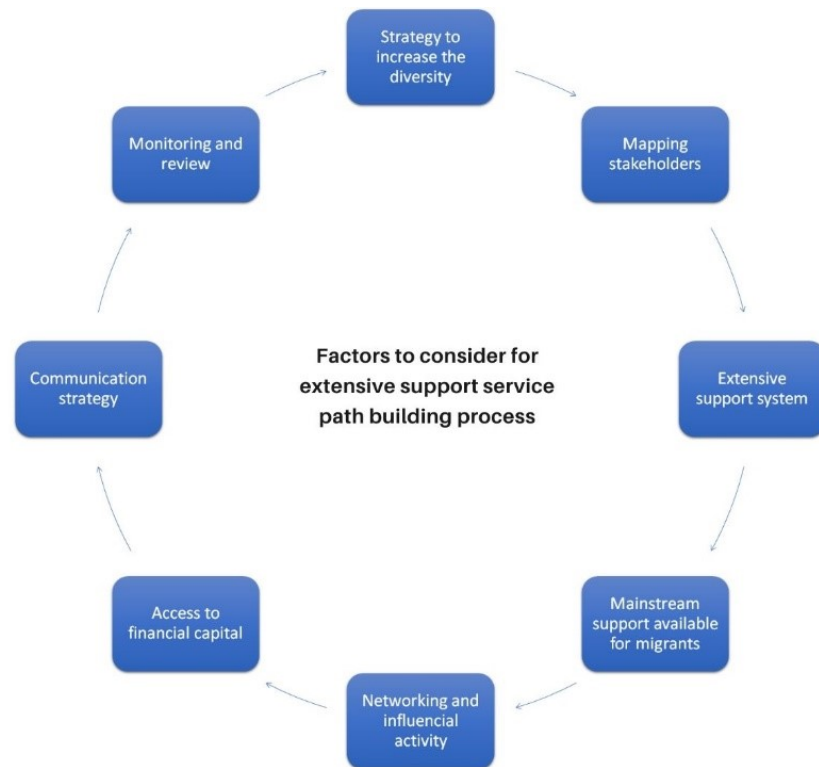 Strategy to
increase the
diversity
Mapping
stakeholders
Extensive
support system
Mainstream
support available
for migrants
Networking and
influential
activity
Access to
financial capital
Communication
strategy
Monitoring and
review
Factors to consider for
extensive support service
path building process